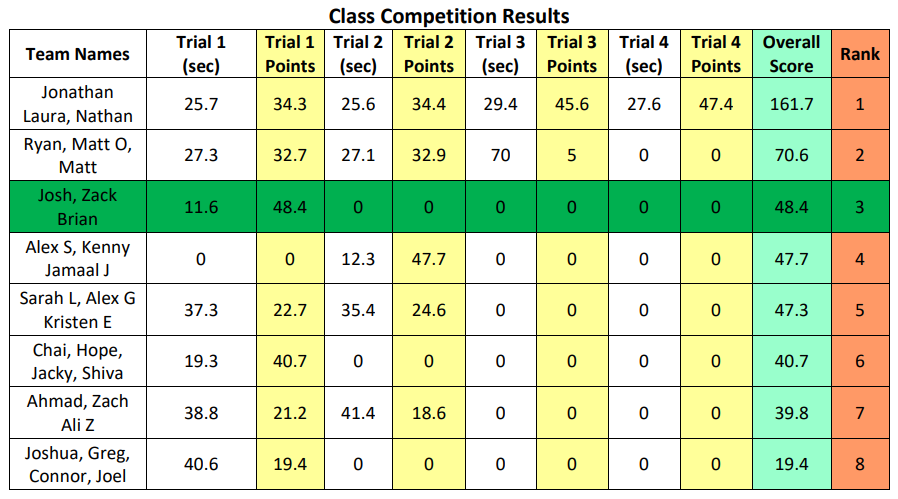 Class Competition Results
Team Names Trial 1 (sec) Trial 1 Points Trial 2 (sec) Trial 2 Points Trial 3 (sec) Trial 3 Points Trial 4 (sec) Trial 4 Points Overall Score Rank
Jonathan Laura, Nathan 25.7 34.3 25.6 34.4 29.4 45.6 27.6 47.4 161.7 1
Ryan, Matt O, Matt 27.3 32.7 27.1 32.9 70 5 0 0 70.6 2
Josh, Zack Brian 11.6 48.4 0 0 0 0 0 0 48.4 3
Alex S, Kenny Jamaal J 0 0 12.3 47.7 0 0 0 0 47.7 4
Sarah L, Alex G Kristen E 37.3 22.7 35.4 24.6 0 0 0 0 47.3 5
Chai, Hope, Jacky, Shiva 19.3 40.7 0 0 0 0 0 0 40.7 6
Ahmad, Zach Ali Z 38.8 21.2 41.4 18.6 0 0 0 0 39.8 7
Joshua, Greg, Connor, Joel 40.6 19.4 0 0 0 0 0 0 19.4 8